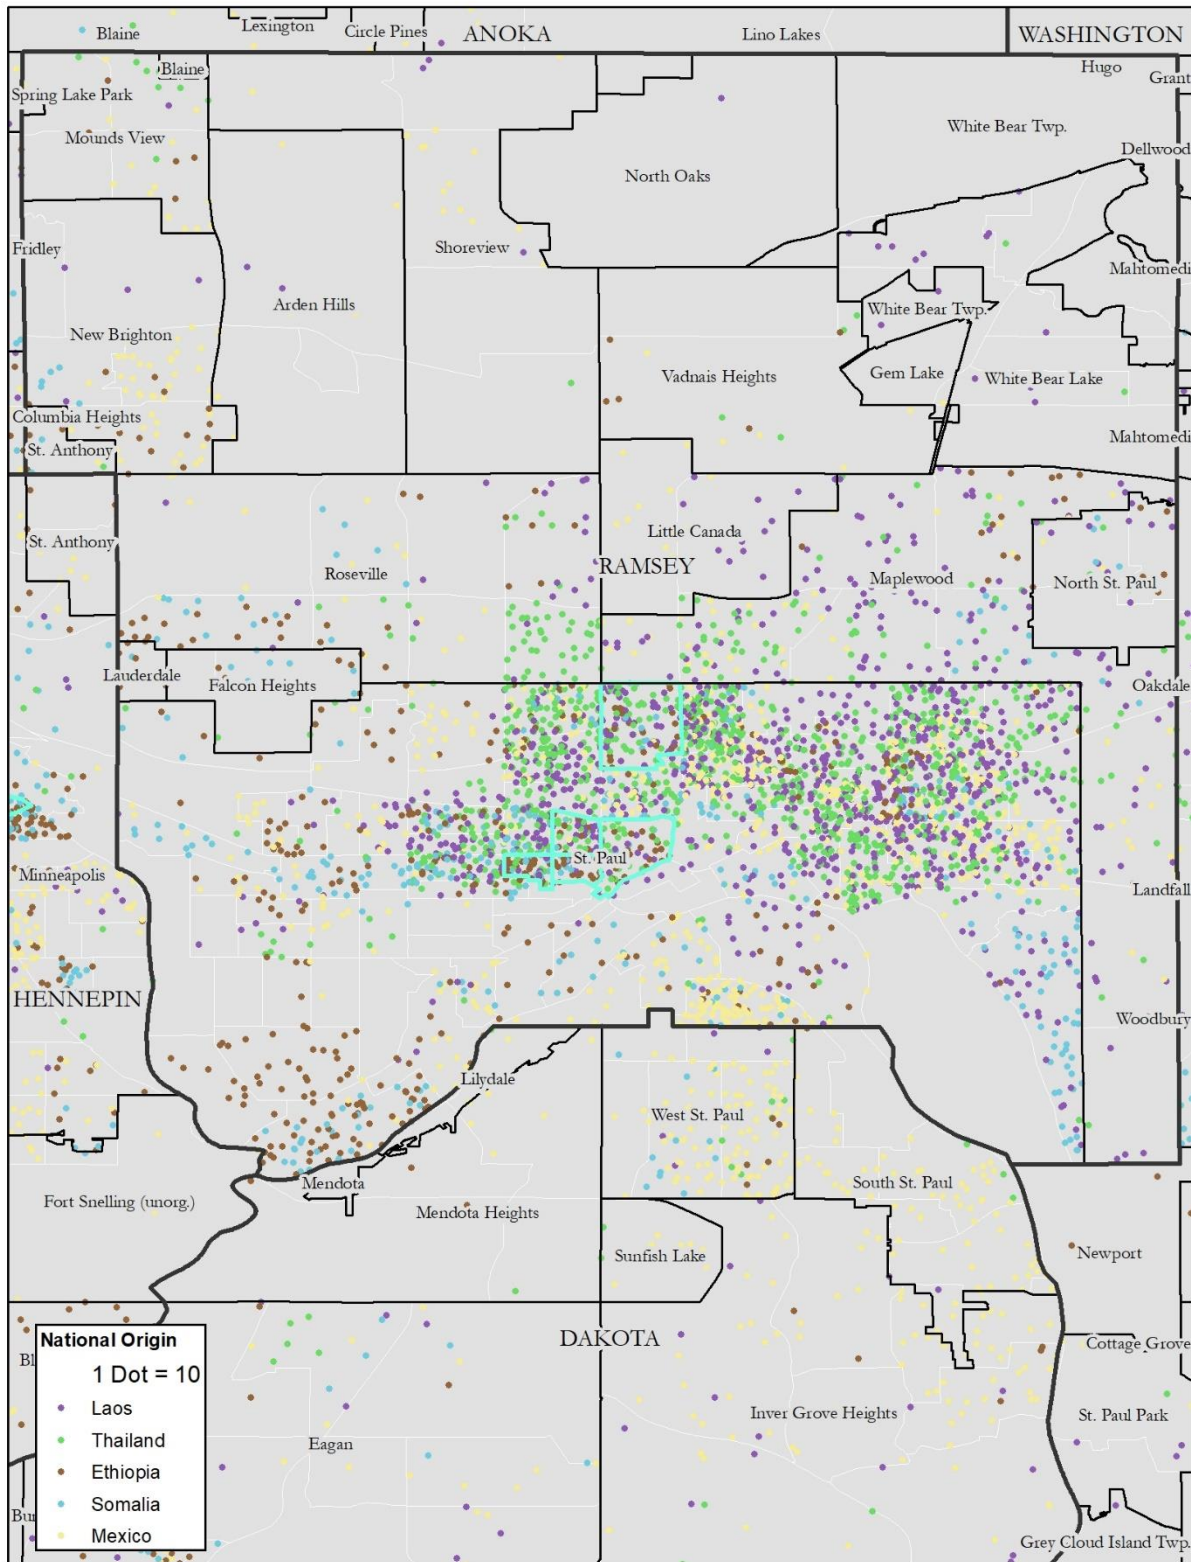 Blaine
Lexington
Circle Pines
ANOKA
Lino Lakes
WASHINGTON
Blaine
Hugo
Grant
Spring Lake Park
Mounds View
White Bear Twp.
Dellwood
North Oaks
Fridley
Shoreview
Mahtomedi
Arden Hills
White Bear Twp.
New Brighton
Vadnais Heights
Gem Lake
White Bear Lake
Columbia Heights
Mahtomedi
St. Anthony
St. Anthony
Little Canada
RAMSEY
Roseville
Maplewood
North St. Paul
Lauderdale
Falcon Heights
Oakdale
St. Paul
Minneapolis
Landfall
HENNEPIN
Woodbury
Lilydale
West St. Paul
Mendota
South St. Paul
Fort Snelling (unorg.)
Mendota Heights
Sunfish Lake
Newport
DAKOTA
Cottage Grove
National Origin
1 Dot = 10
Laos
Thailand
Ethiopia
Somalia
Mexico
Bl
Inver Grove Heights
St. Paul Park
Eagan
Bu
Grey Cloud Island Twp.